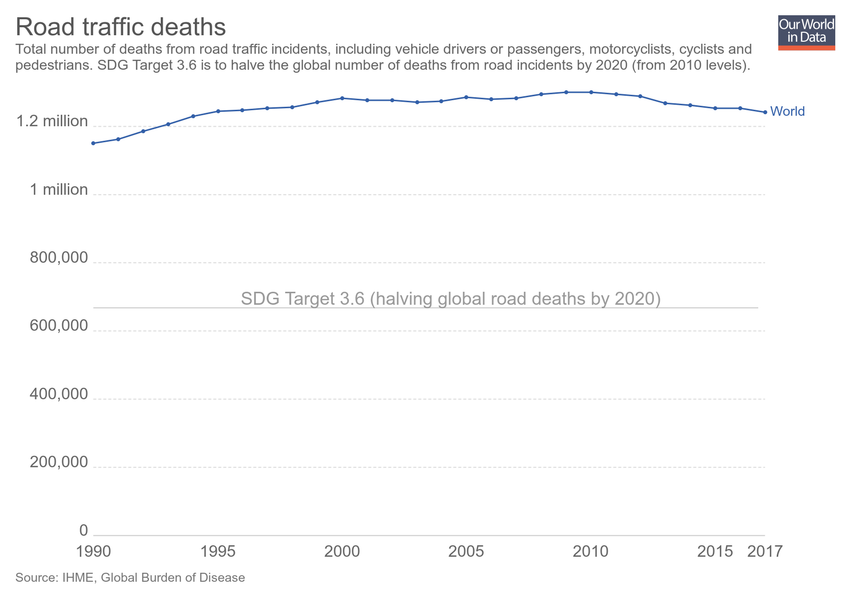 Road traffic deaths
Our World
in Data
Total number of deaths from road traffic incidents, including vehicle drivers or passengers, motorcyclists, cyclists and
pedestrians. SDG Target 3.6 is to halve the global number of deaths from road incidents by 2020 (from 2010 levels).
World
1.2 million
1 million
800,000
SDG Target 3.6 (halving global road deaths by 2020)
600,000
400,000
200,000
0
1990 1995 2000 2005 2010 2015 2017
Source: IHME, Global Burden of Disease